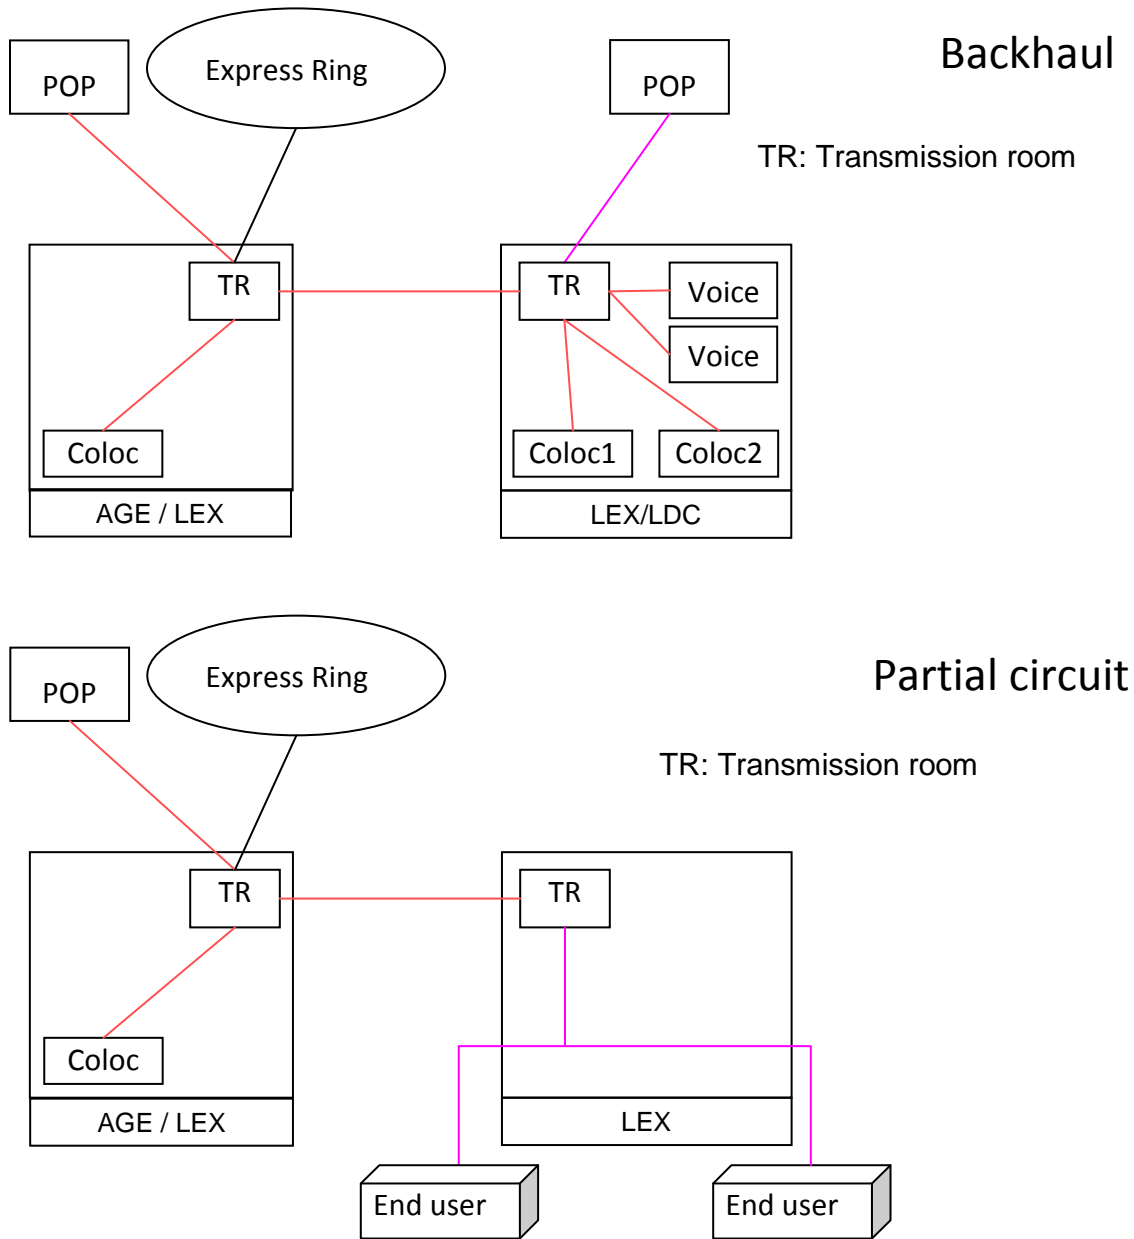 Backhaul
POP
Express Ring
POP
TR: Transmission room
TR
TR
Voice
Voice
Coloc
Coloc1
Coloc2
AGE / LEX
LEX/LDC
Partial circuit
POP
Express Ring
TR: Transmission room
TR
TR
Coloc
AGE / LEX
LEX
End user
End user